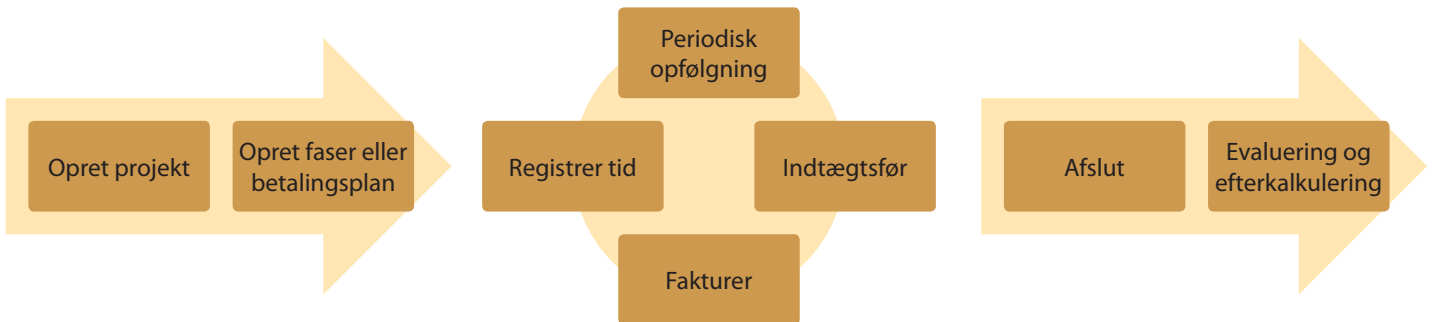 Opret projekt
Opret faser eller
betalingsplan
Periodisk
opfølgning
Registrer tid
Indtægtsfør
Fakturer
Afslut
Evaluering og
efterkalkulering